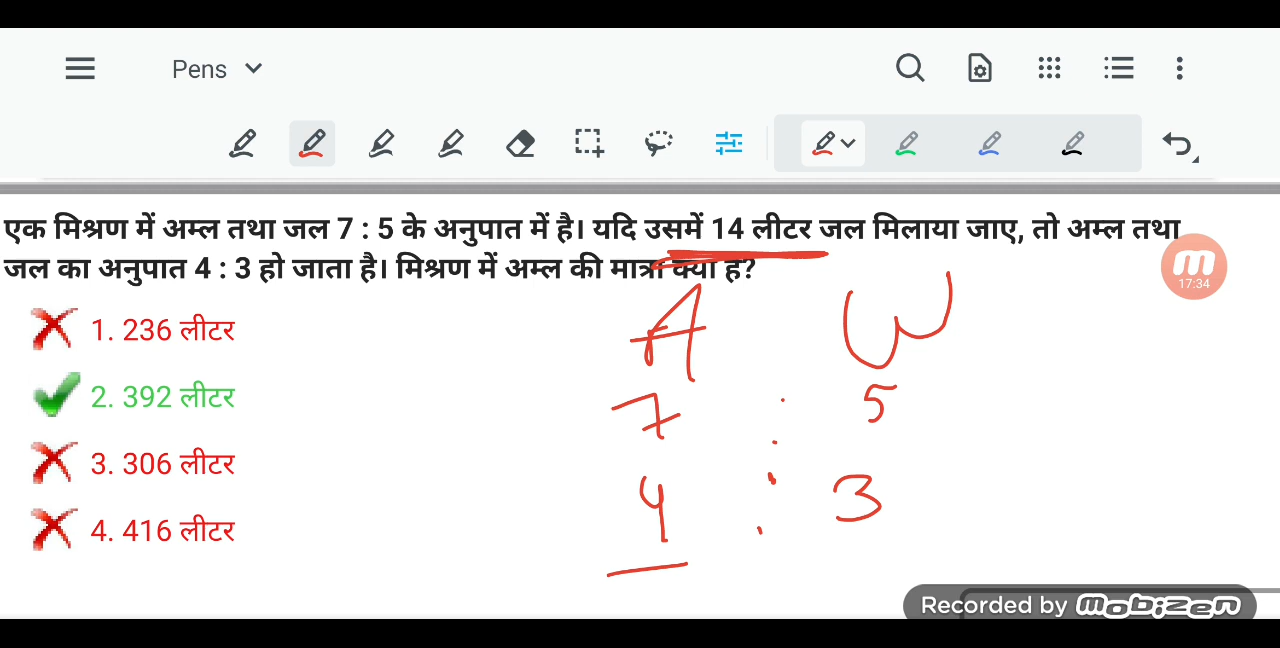 Pens
एक मिश्रण में अम्ल तथा जल 7 : 5 के अनुपात में है। यदि उसमें 14 लीटर जल मिलाया जाए, तो अम्ल तथा
जल का अनुपात 4 : 3 हो जाता है। मिश्रण में अम्ल की मात्रा क्या है?
17:34
1. 236 लीटर
2. 392 लीटर
3. 306 लीटर
4. 416 लीटर
A W
7 : 5
4 : 3
Recorded by mobizen